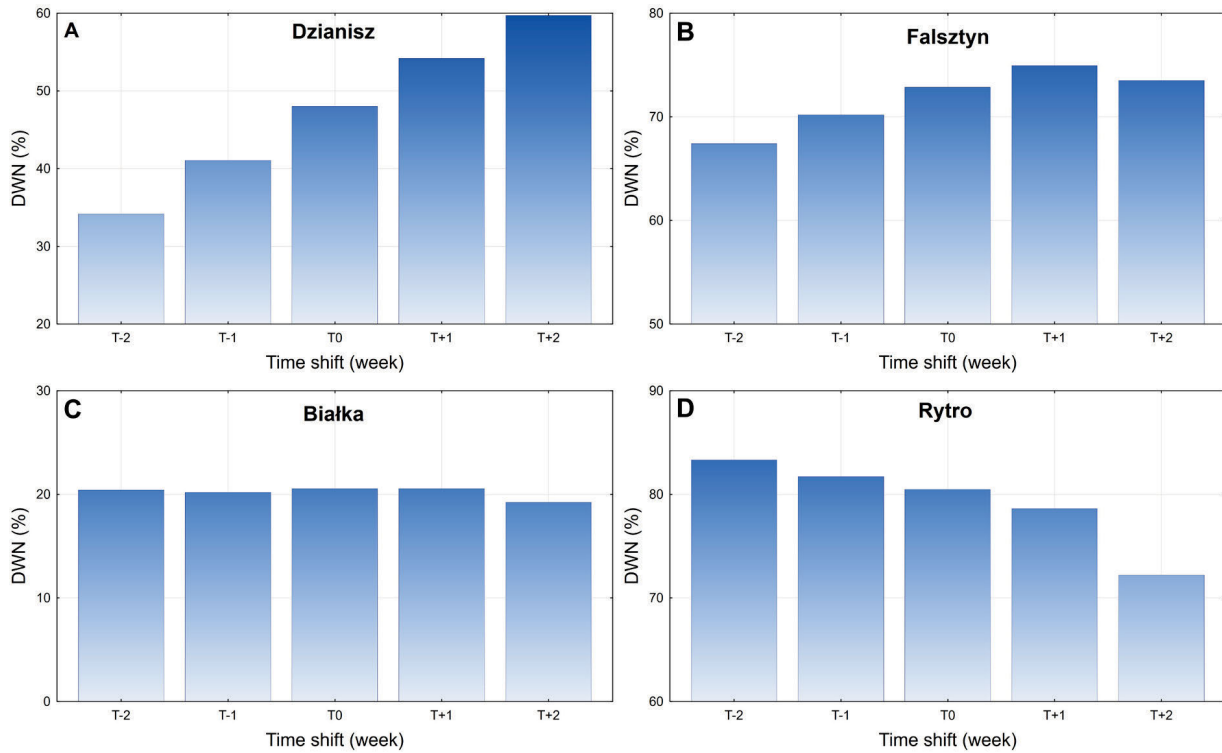 A
Dzianisz
60
50
40
30
20
DWN (%)
T-2 T-1 T0 T+1 T+2
Time shift (week)
B
Falsztyn
80
70
60
50
DWN (%)
T-2 T-1 T0 T+1 T+2
Time shift (week)
C
Białka
30
20
10
0
DWN (%)
T-2 T-1 T0 T+1 T+2
Time shift (week)
D
Rytro
90
80
70
60
DWN (%)
T-2 T-1 T0 T+1 T+2
Time shift (week)